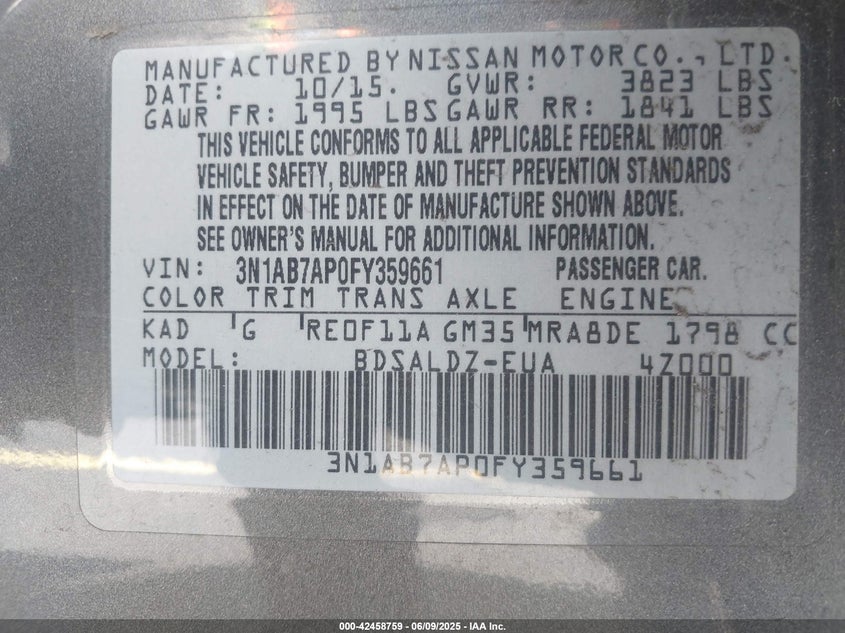 MANUFACTURED BY NISSAN MOTOR CO., LTD.
DATE: 10/15. GVWR: 3823 LBS
GAWR FR: 1995 LBS GAWR RR: 1841 LBS
THIS VEHICLE CONFORMS TO ALL APPLICABLE FEDERAL MOTOR
VEHICLE SAFETY, BUMPER AND THEFT PREVENTION STANDARDS
IN EFFECT ON THE DATE OF MANUFACTURE SHOWN ABOVE.
SEE OWNER'S MANUAL FOR ADDITIONAL INFORMATION.
VIN: 3N1AB7AP0FY359661 PASSENGER CAR.
COLOR TRIM TRANS AXLE ENGINE
KAD G RE0F11A GM35 MRA8DE 1798 CC
MODEL: BDSALDZ-EUA 4Z000
3N1AB7AP0FY359661
000-42458759 | 06/09/2025 - IAA Inc.